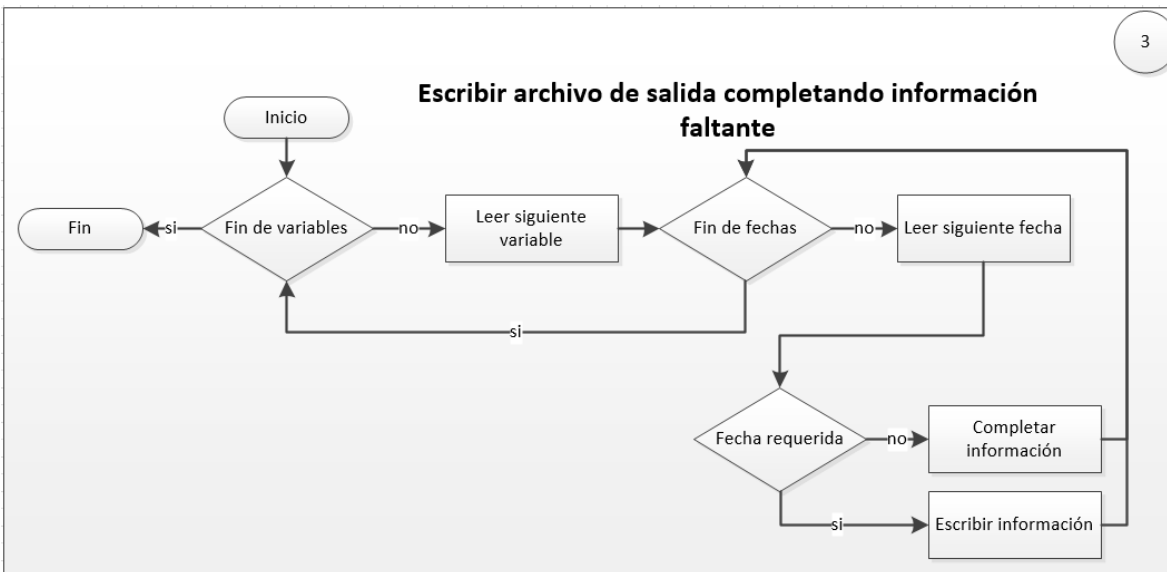 3
Escribir archivo de salida completando información
faltante
Inicio
Fin
si
Fin de variables
no
Leer siguiente
variable
Fin de fechas
no
Leer siguiente fecha
si
Fecha requerida
no
Completar
información
si
Escribir información